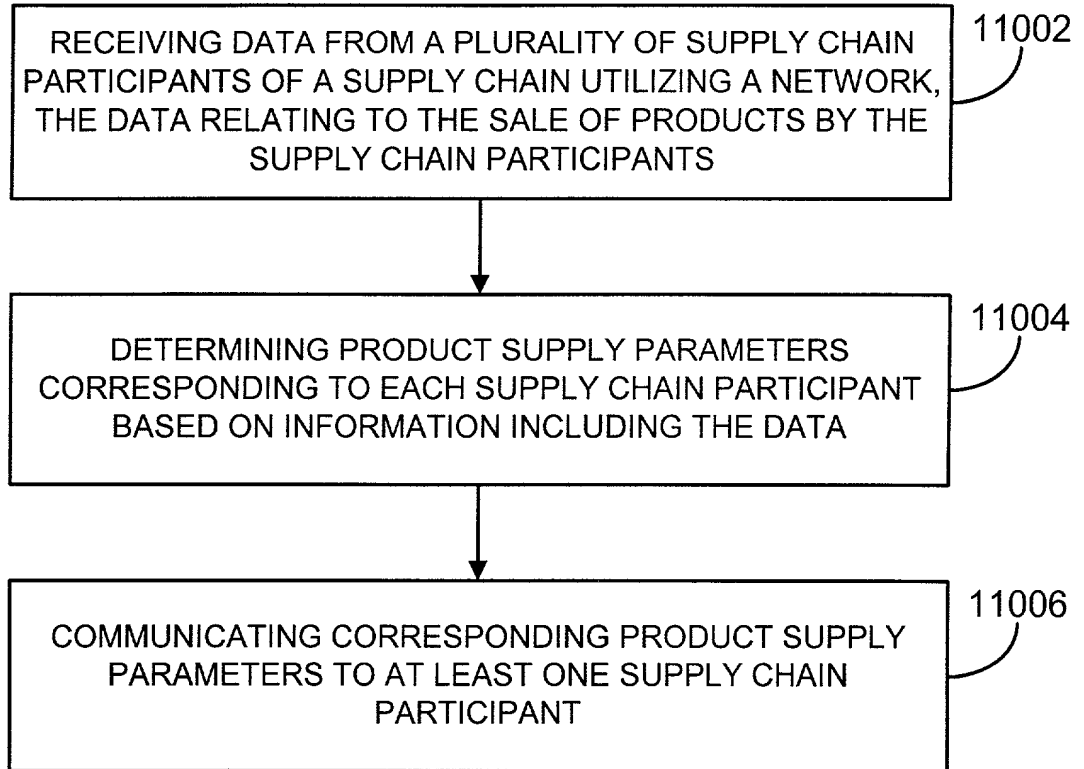 RECEIVING DATA FROM A PLURALITY OF SUPPLY CHAIN
PARTICIPANTS OF A SUPPLY CHAIN UTILIZING A NETWORK,
THE DATA RELATING TO THE SALE OF PRODUCTS BY THE
SUPPLY CHAIN PARTICIPANTS
11002
DETERMINING PRODUCT SUPPLY PARAMETERS
CORRESPONDING TO EACH SUPPLY CHAIN PARTICIPANT
BASED ON INFORMATION INCLUDING THE DATA
11004
COMMUNICATING CORRESPONDING PRODUCT SUPPLY
PARAMETERS TO AT LEAST ONE SUPPLY CHAIN
PARTICIPANT
11006